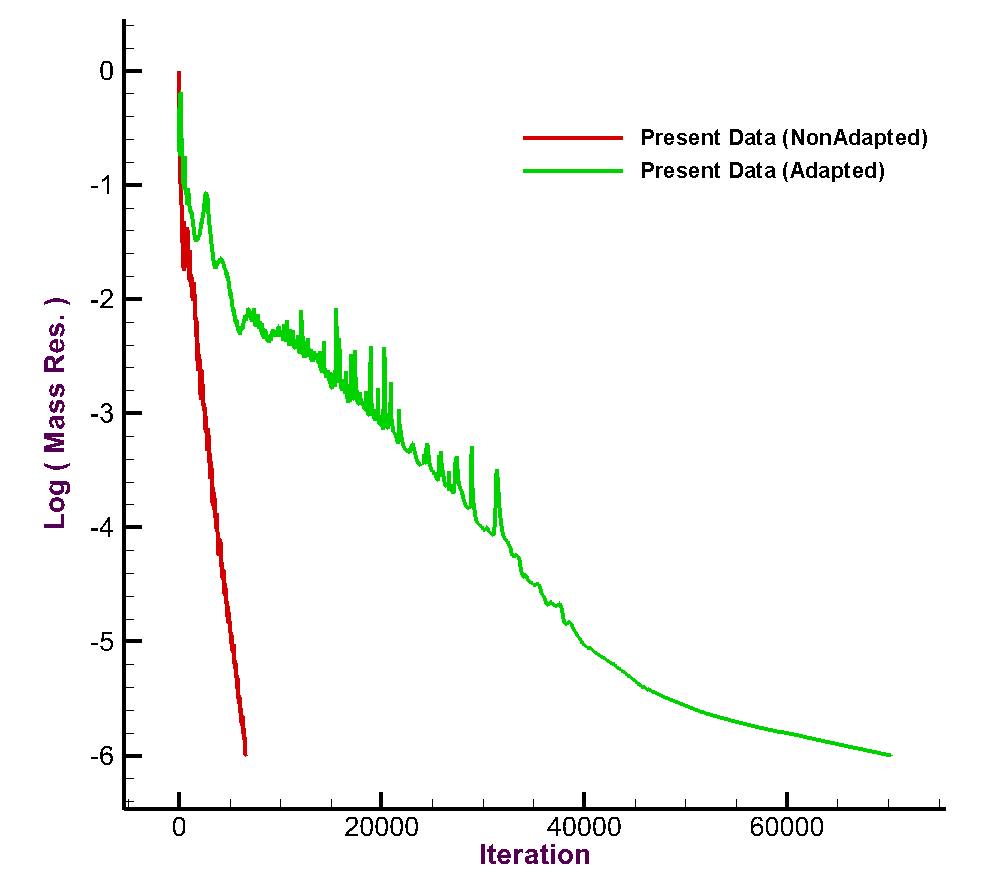 0
-1
-2
-3
-4
-5
-6
Log ( Mass Res. )
Present Data (NonAdapted)
Present Data (Adapted)
0 20000 40000 60000
Iteration